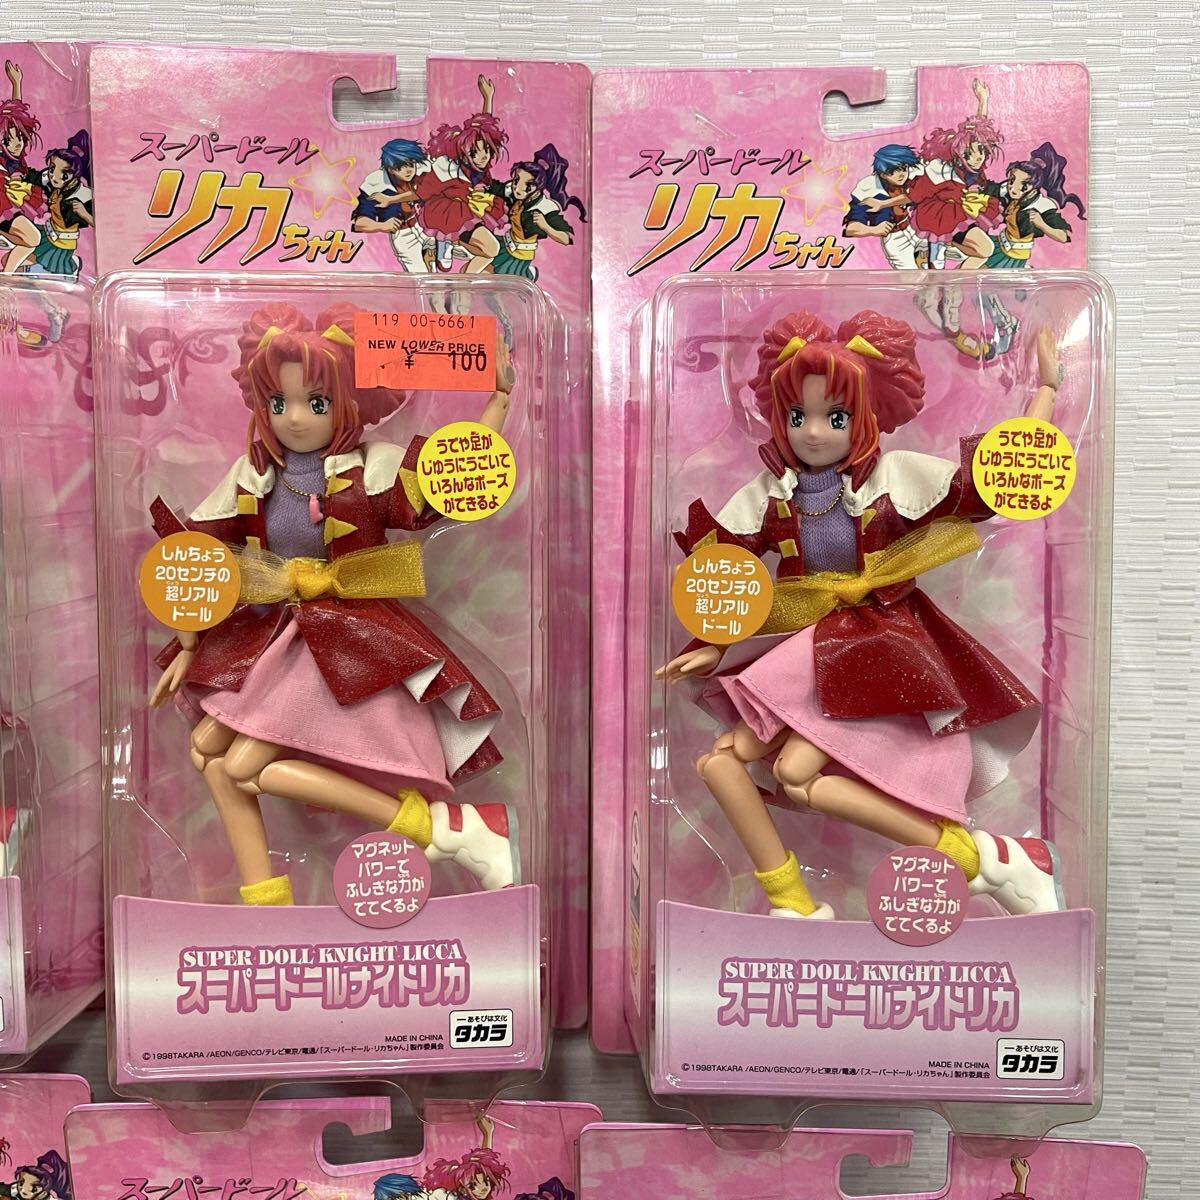 スーパードール
リカちゃん
119 00-6661
NEW LOWER PRICE
¥ 100
うでや足が
じゆうにうごいて
いろんなポーズ
ができるよ
しんちょう
20センチの
超リアル
ドール
マグネット
パワーで
ふしぎな力が
でてくるよ
SUPER DOLL KNIGHT LICCA
スーパードールナイトリカ
MADE IN CHINA
©1998TAKARA /AEON/GENCO/テレビ東京/電通/「スーパードール・リカちゃん」製作委員会
あそびは文化
タカラ
スーパードール
リカちゃん
うでや足が
じゆうにうごいて
いろんなポーズ
ができるよ
しんちょう
20センチの
超リアル
ドール
マグネット
パワーで
ふしぎな力が
でてくるよ
SUPER DOLL KNIGHT LICCA
スーパードールナイトリカ
MADE IN CHINA
©1998TAKARA /AEON/GENCO/テレビ東京/電通/「スーパードール・リカちゃん」製作委員会
あそびは文化
タカラ
スーパードール
スーパードール